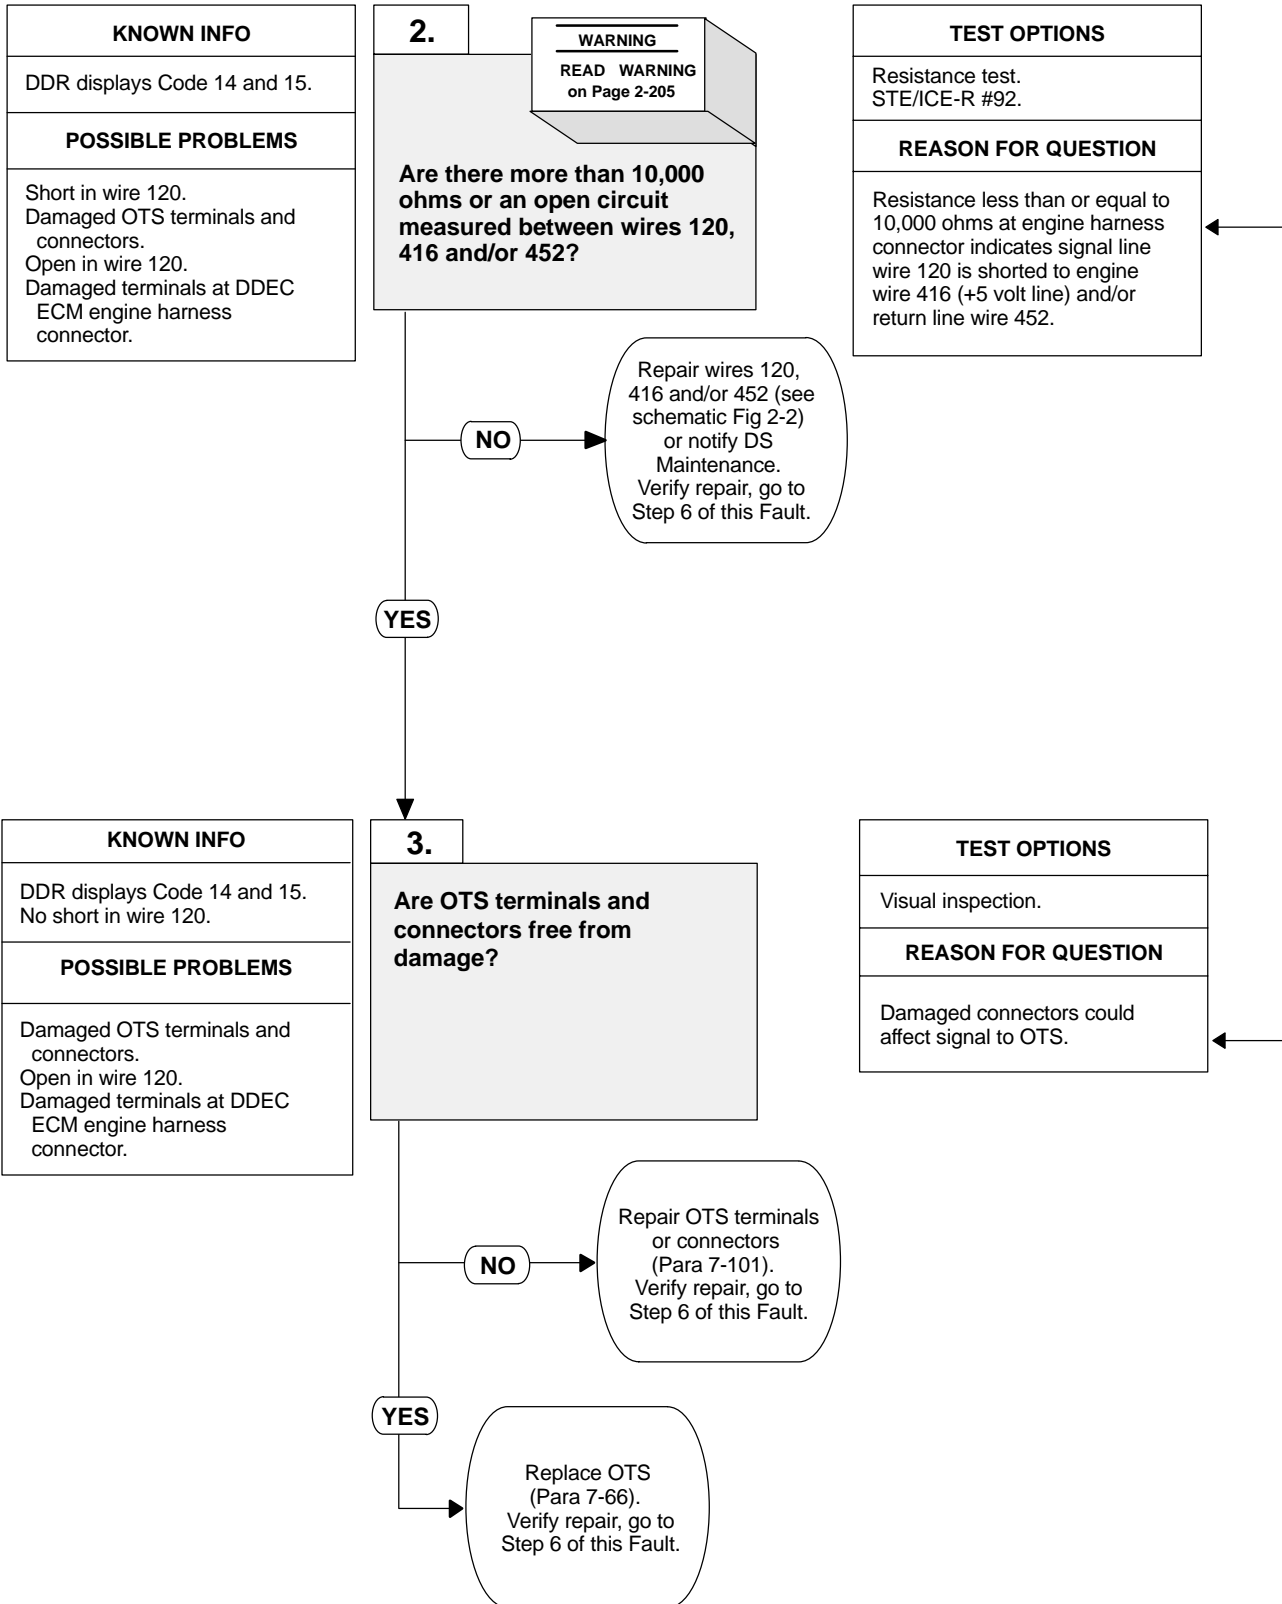 KNOWN INFO
DDR displays Code 14 and 15.
POSSIBLE PROBLEMS
Short in wire 120.
Damaged OTS terminals and
connectors.
Open in wire 120.
Damaged terminals at DDEC
ECM engine harness
connector.
2.
WARNING
READ WARNING
on Page 2-205
Are there more than 10,000
ohms or an open circuit
measured between wires 120,
416 and/or 452?
TEST OPTIONS
Resistance test.
STE/ICE-R #92.
REASON FOR QUESTION
Resistance less than or equal to
10,000 ohms at engine harness
connector indicates signal line
wire 120 is shorted to engine
wire 416 (+5 volt line) and/or
return line wire 452.
NO
Repair wires 120,
416 and/or 452 (see
schematic Fig 2-2)
or notify DS
Maintenance.
Verify repair, go to
Step 6 of this Fault.
YES
KNOWN INFO
DDR displays Code 14 and 15.
No short in wire 120.
POSSIBLE PROBLEMS
Damaged OTS terminals and
connectors.
Open in wire 120.
Damaged terminals at DDEC
ECM engine harness
connector.
3.
Are OTS terminals and
connectors free from
damage?
TEST OPTIONS
Visual inspection.
REASON FOR QUESTION
Damaged connectors could
affect signal to OTS.
NO
Repair OTS terminals
or connectors
(Para 7-101).
Verify repair, go to
Step 6 of this Fault.
YES
Replace OTS
(Para 7-66).
Verify repair, go to
Step 6 of this Fault.